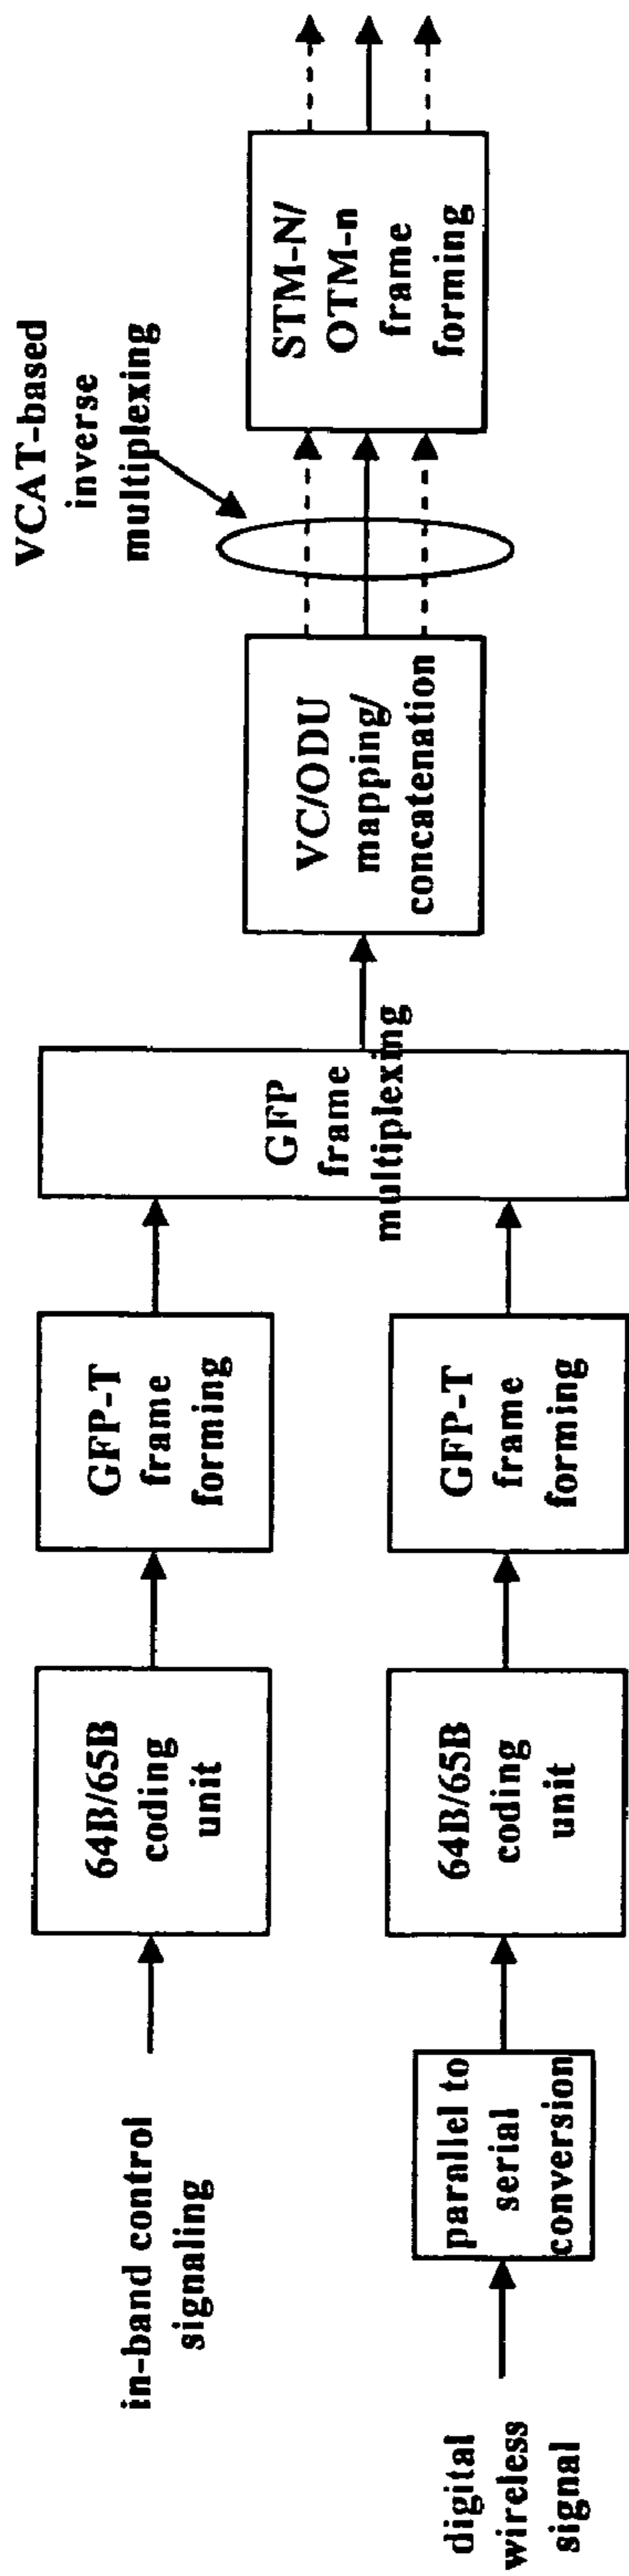 in-band control
signaling
64B/65B
coding
unit
GFP-T
frame
forming
digital
wireless
signal
parallel to
serial
conversion
64B/65B
coding
unit
GFP-T
frame
forming
GFP
frame
multiplexing
VC/ODU
mapping/
concatenation
VCAT-based
inverse
multiplexing
STM-N/
OTM-n
frame
forming